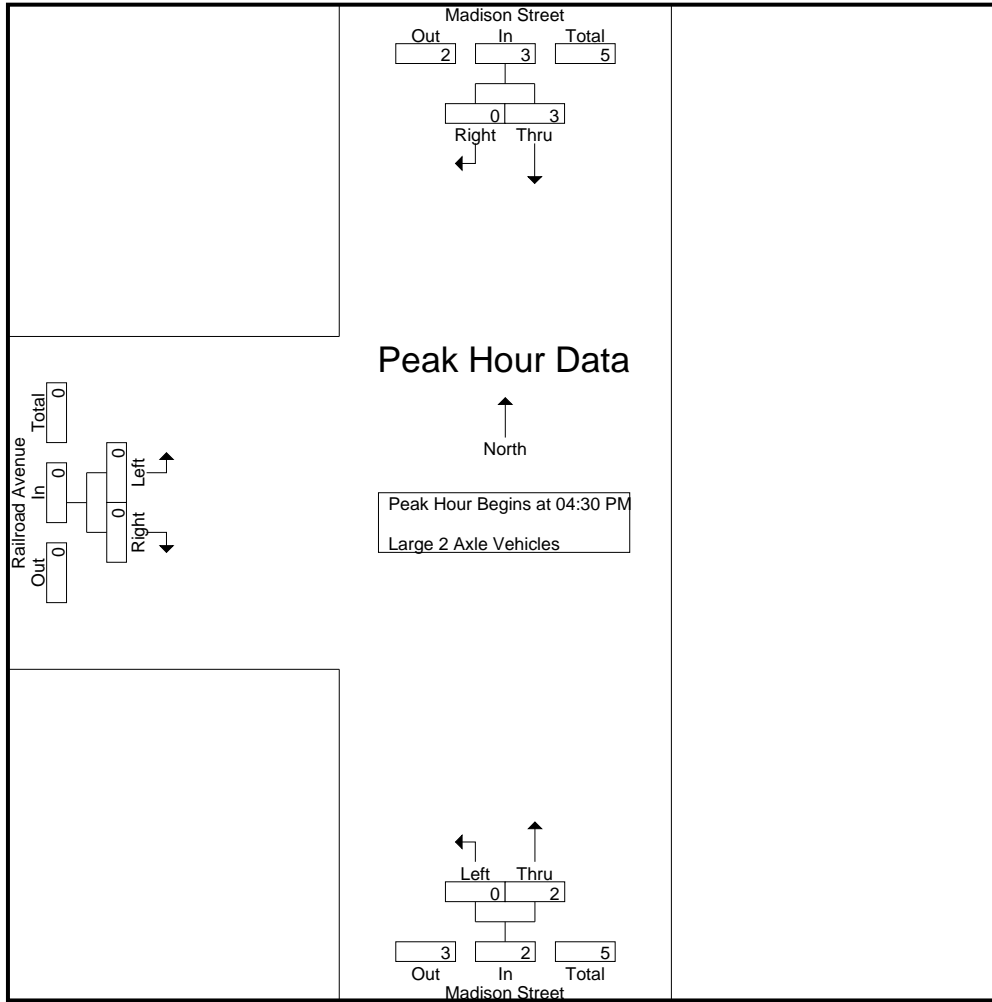 Madison Street
Out In Total
2 3 5
0 3
Right Thru
Peak Hour Data
North
Peak Hour Begins at 04:30 PM
Large 2 Axle Vehicles
Railroad Avenue
Out In Total
0 0 0
Right Left
0 0
Left Thru
0 2
3 2 5
Out In Total
Madison Street